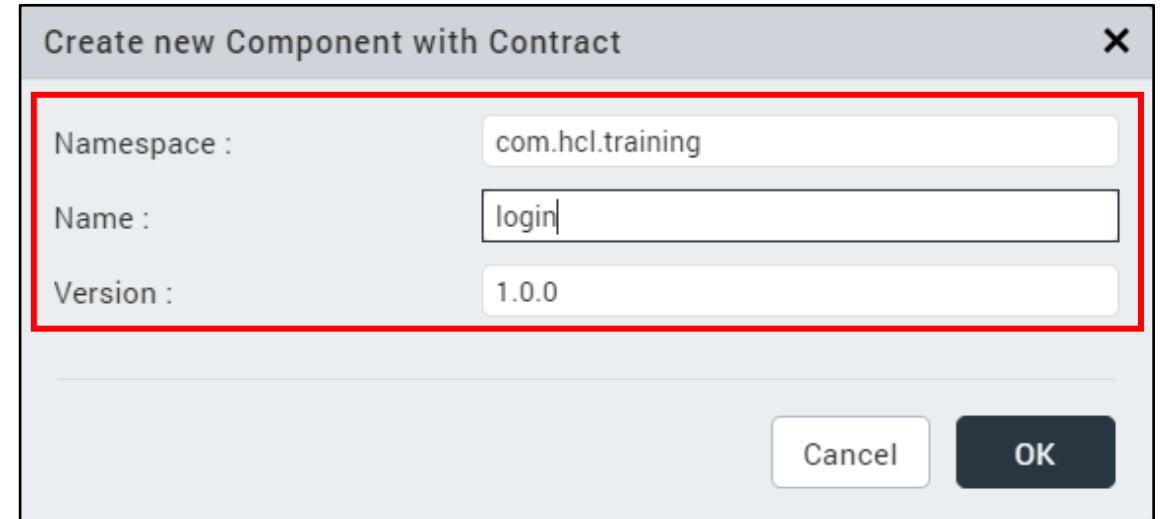 Create new Component with Contract
Namespace : com.hcl.training
Name : login
Version : 1.0.0
Cancel OK